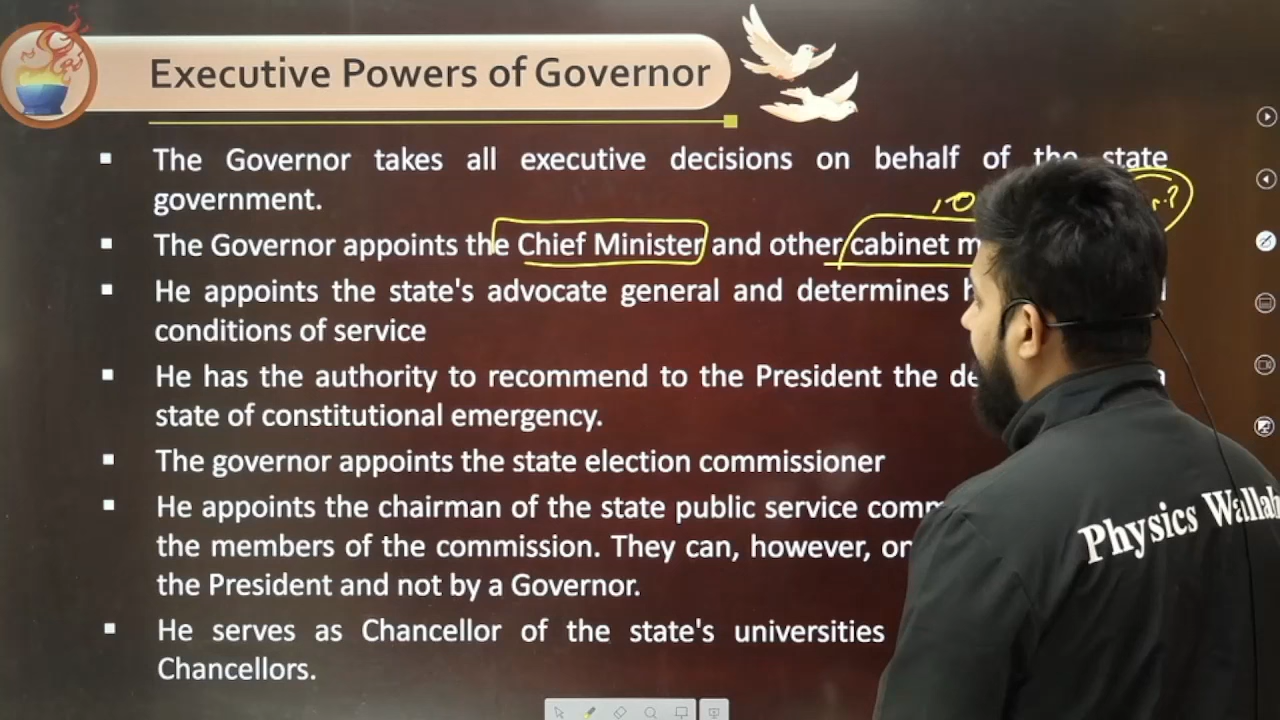 Executive Powers of Governor
▪ The Governor takes all executive decisions on behalf of the state
government.
▪ The Governor appoints the Chief Minister and other cabinet
▪ He appoints the state's advocate general and determines
conditions of service
▪ He has the authority to recommend to the President the
state of constitutional emergency.
▪ The governor appoints the state election commissioner
▪ He appoints the chairman of the state public service
the members of the commission. They can, however,
the President and not by a Governor.
▪ He serves as Chancellor of the state's universities
Chancellors.
Physics Wallah